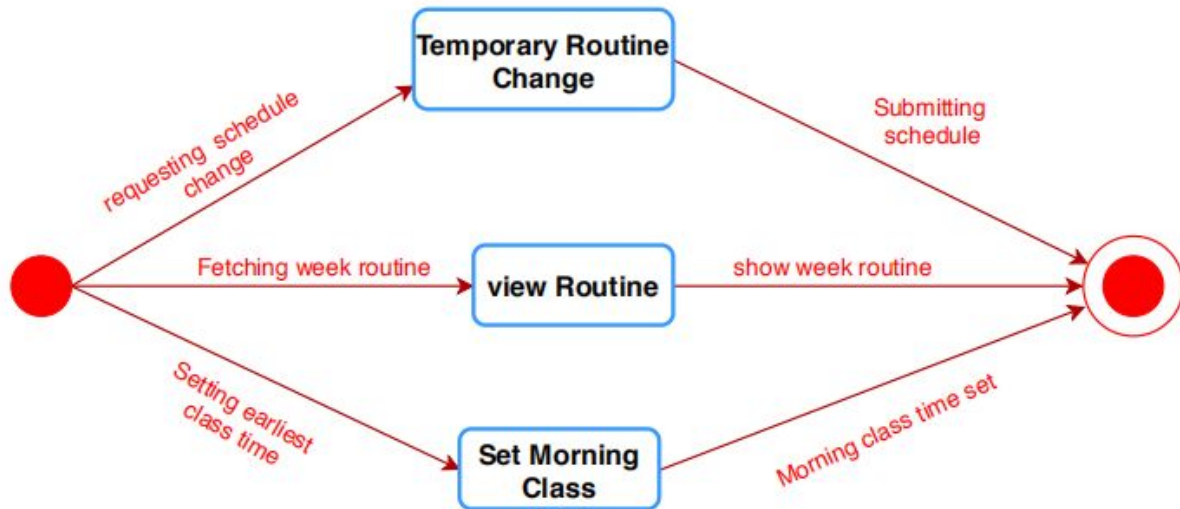 Temporary Routine
Change
requesting schedule
change
Submitting
schedule
Fetching week routine
view Routine
show week routine
Setting earliest
class time
Set Morning
Class
Morning class time set